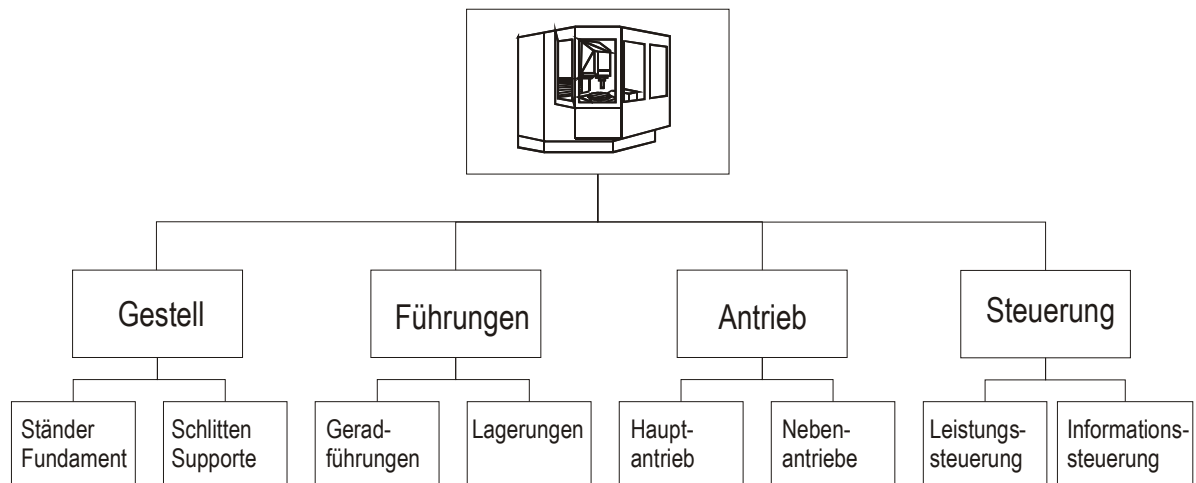 Gestell
Führungen
Antrieb
Steuerung
Ständer
Fundament
Schlitten
Supporte
Gerad-
führungen
Lagerungen
Haupt-
antrieb
Neben-
antriebe
Leistungs-
steuerung
Informations-
steuerung